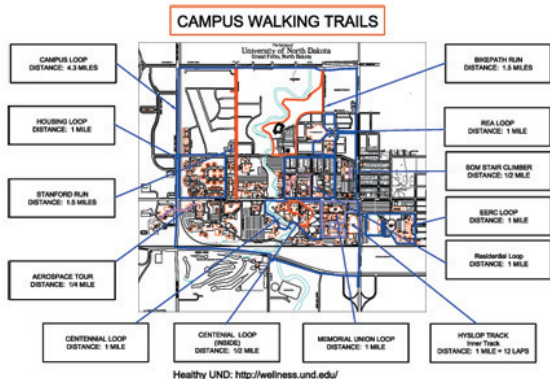 CAMPUS WALKING TRAILS
University of North Dakota
Grand Forks, North Dakota
CAMPUS LOOP
DISTANCE: 4.3 MILES
BIKEPATH RUN
DISTANCE: 1.5 MILES
HOUSING LOOP
DISTANCE: 1 MILE
REA LOOP
DISTANCE: 1 MILE
STANFORD RUN
DISTANCE: 1.5 MILES
SOM STAIR CLIMBER
DISTANCE: 1/2 MILE
EERC LOOP
DISTANCE: 1 MILE
Residential Loop
DISTANCE: 1 MILE
AEROSPACE TOUR
DISTANCE: 1/4 MILE
CENTENNIAL LOOP
DISTANCE: 1 MILE
CENTENIAL LOOP
(INSIDE)
DISTANCE: 1/2 MILE
MEMORIAL UNION LOOP
DISTANCE: 1 MILE
HYSLOP TRACK
Inner Track
DISTANCE: 1 MILE = 12 LAPS
Healthy UND: http://wellness.und.edu/